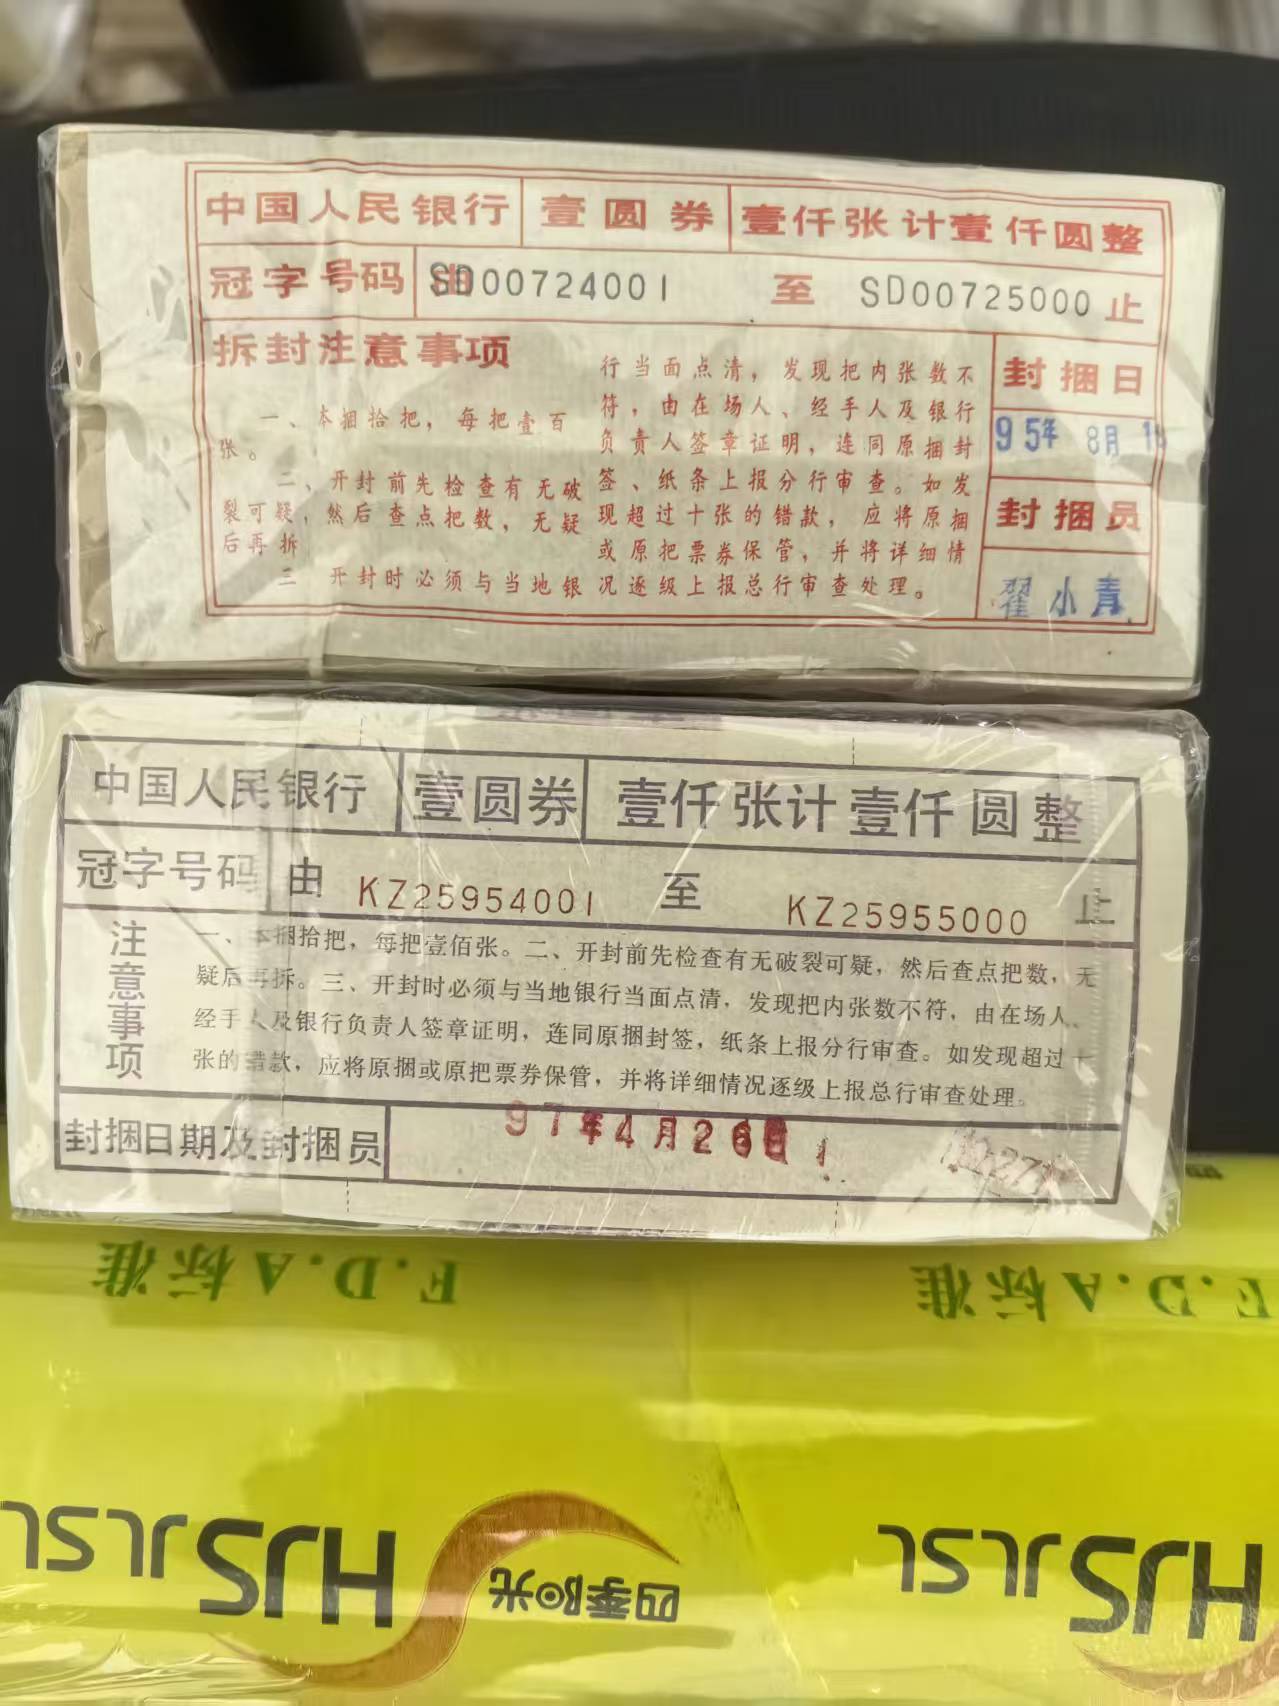 中国人民银行 壹圆券 壹仟张计壹仟圆整
冠字号码 由SD00724001 至 SD00725000 止
拆封注意事项
一、本捆拾把，每把壹百
张。
二、开封前先检查有无破
裂可疑，然后查点把数，无疑
后再拆
三 开封时必须与当地银
行当面点清，发现把内张数不
符，由在场人、经手人及银行
负责人签章证明，连同原捆封
签、纸条上报分行审查。如发
现超过十张的错款，应将原捆
或原把票券保管，并将详细情
况逐级上报总行审查处理。
封捆日
95年 8月
封捆员
翟小青
中国人民银行 壹圆券 壹仟张计壹仟圆整
冠字号码 由 KZ25954001 至 KZ25955000 止
注意事项
一、本捆拾把，每把壹佰张。二、开封前先检查有无破裂可疑，然后查点把数，无
疑后再拆。三、开封时必须与当地银行当面点清，发现把内张数不符，由在场人、
经手人及银行负责人签章证明，连同原捆封签，纸条上报分行审查。如发现超过十
张的错款，应将原捆或原把票券保管，并将详细情况逐级上报总行审查处理。
封捆日期及封捆员 97年4月26日
F.D.A标准
F.D.A标准
HJSJLSL
四季阳光
HJSJLSL